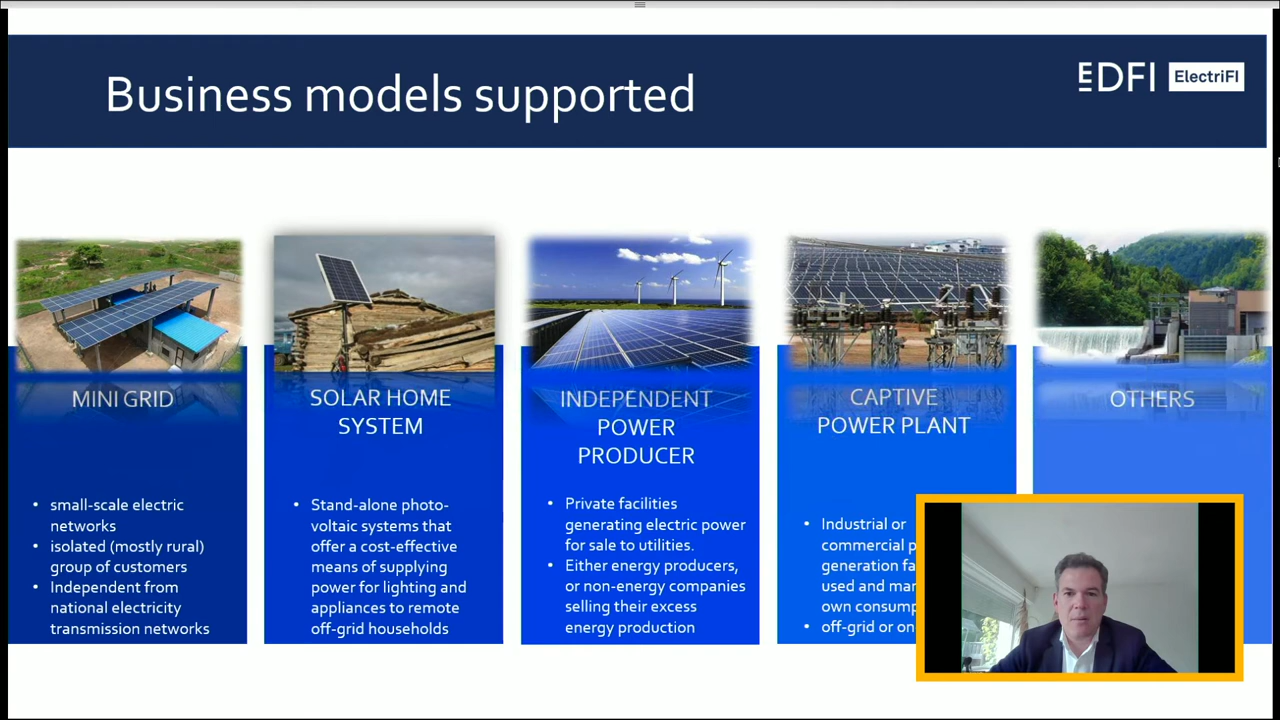 Business models supported
EDFI ElectriFI
MINI GRID
• small-scale electric
networks
• isolated (mostly rural)
group of customers
• Independent from
national electricity
transmission networks
SOLAR HOME
SYSTEM
• Stand-alone photo-
voltaic systems that
offer a cost-effective
means of supplying
power for lighting and
appliances to remote
off-grid households
INDEPENDENT
POWER
PRODUCER
• Private facilities
generating electric power
for sale to utilities.
• Either energy producers,
or non-energy companies
selling their excess
energy production
CAPTIVE
POWER PLANT
• Industrial or
commercial
generation
used and
own
• off-grid or
OTHERS